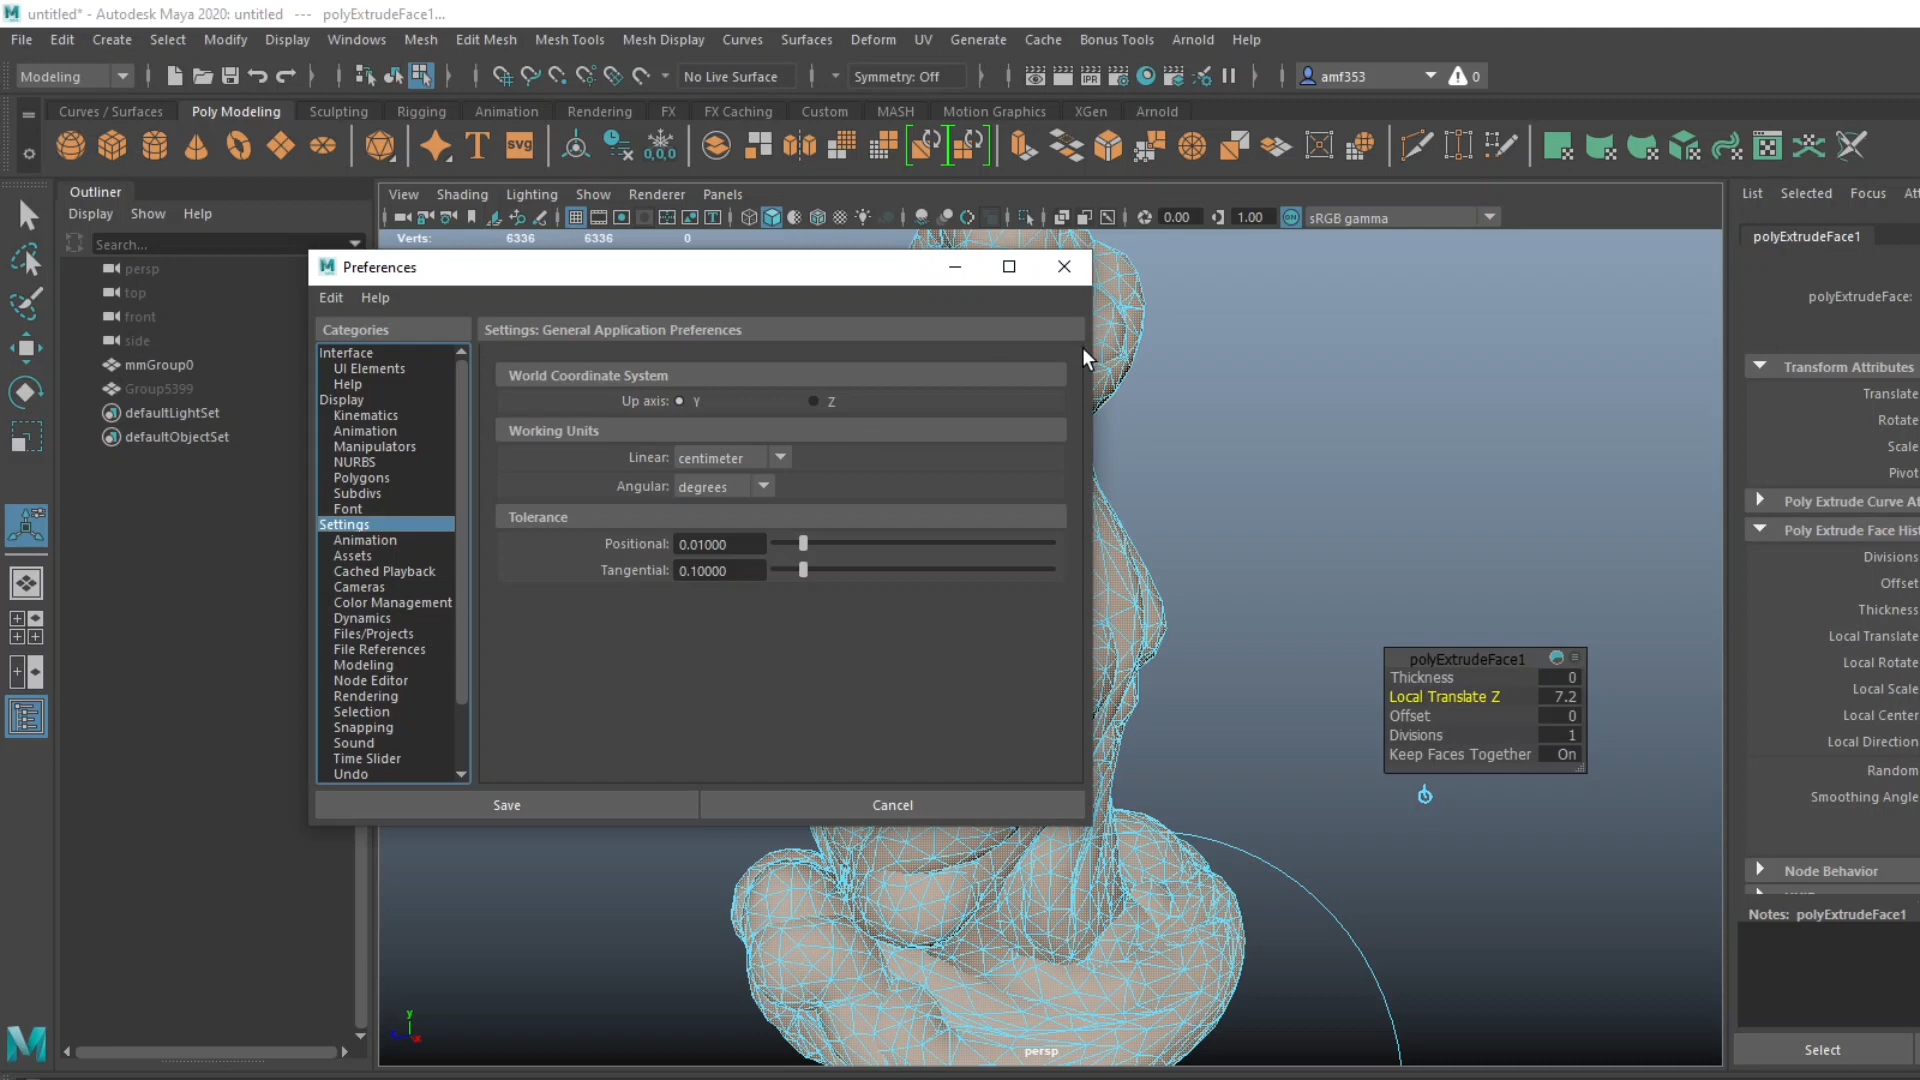 untitled* - Autodesk Maya 2020: untitled --- polyExtrudeFace1...
File Edit Create Select Modify Display Windows Mesh Edit Mesh Mesh Tools Mesh Display Curves Surfaces Deform UV Generate Cache Bonus Tools Arnold Help
Modeling No Live Surface Symmetry: Off IPR amf353 0
Curves / Surfaces Poly Modeling Sculpting Rigging Animation Rendering FX FX Caching Custom MASH Motion Graphics XGen Arnold
T svg 0,0,0
Outliner
Display Show Help
Search...
persp
top
front
side
mmGroup0
Group5399
defaultLightSet
defaultObjectSet
View Shading Lighting Show Renderer Panels
0.00 1.00 ON sRGB gamma
Verts: 6336 6336 0
Preferences
Edit Help
Categories
Interface
UI Elements
Help
Display
Kinematics
Animation
Manipulators
NURBS
Polygons
Subdivs
Font
Settings
Animation
Assets
Cached Playback
Cameras
Color Management
Dynamics
Files/Projects
File References
Modeling
Node Editor
Rendering
Selection
Snapping
Sound
Time Slider
Undo
Settings: General Application Preferences
World Coordinate System
Up axis: Y Z
Working Units
Linear: centimeter
Angular: degrees
Tolerance
Positional: 0.01000
Tangential: 0.10000
Save Cancel
polyExtrudeFace1
Thickness 0
Local Translate Z 7.2
Offset 0
Divisions 1
Keep Faces Together On
y
persp
List Selected Focus Att
polyExtrudeFace1
polyExtrudeFace:
Transform Attributes
Translate
Rotate
Scale
Pivot
Poly Extrude Curve At
Poly Extrude Face Hist
Divisions
Offset
Thickness
Local Translate
Local Rotate
Local Scale
Local Center
Local Direction
Random
Smoothing Angle
Node Behavior
Notes: polyExtrudeFace1
Select